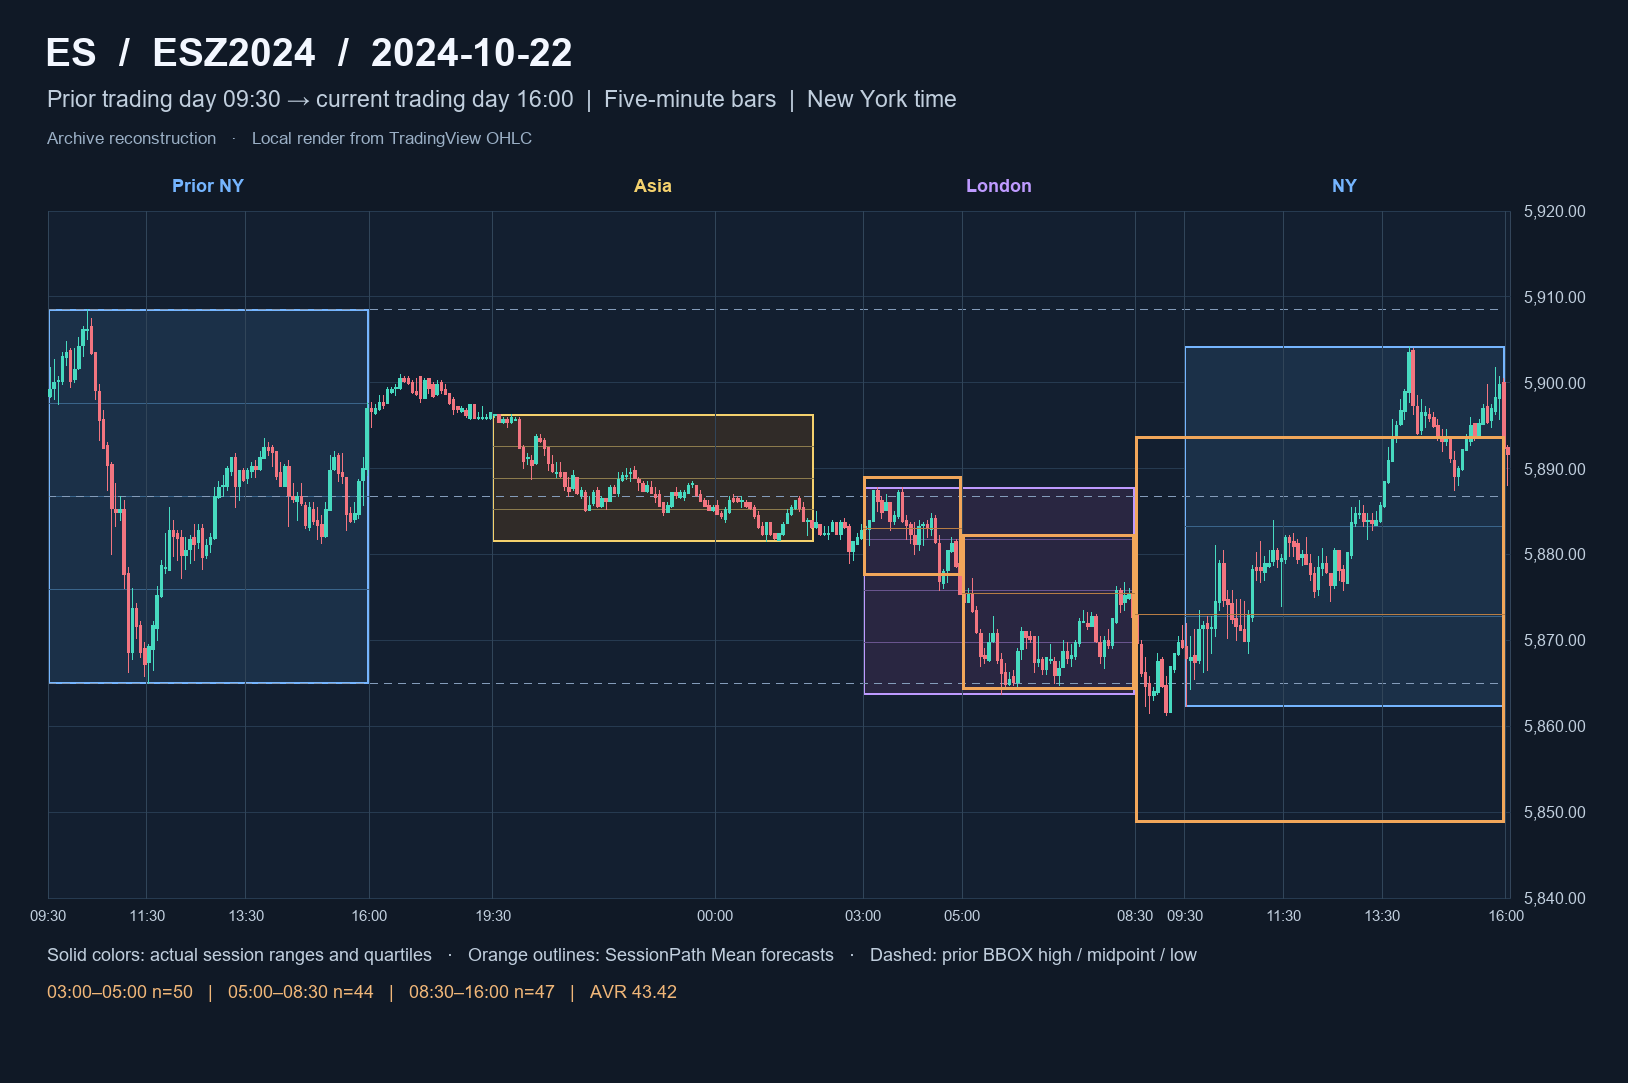 ES / ESZ2024 / 2024-10-22
Prior trading day 09:30 → current trading day 16:00 | Five-minute bars | New York time
Archive reconstruction · Local render from TradingView OHLC
Prior NY Asia London NY
5,920.00
5,910.00
5,900.00
5,890.00
5,880.00
5,870.00
5,860.00
5,850.00
5,840.00
09:30 11:30 13:30 16:00 19:30 00:00 03:00 05:00 08:30 09:30 11:30 13:30 16:00
Solid colors: actual session ranges and quartiles · Orange outlines: SessionPath Mean forecasts · Dashed: prior BBOX high / midpoint / low
03:00–05:00 n=50 | 05:00–08:30 n=44 | 08:30–16:00 n=47 | AVR 43.42